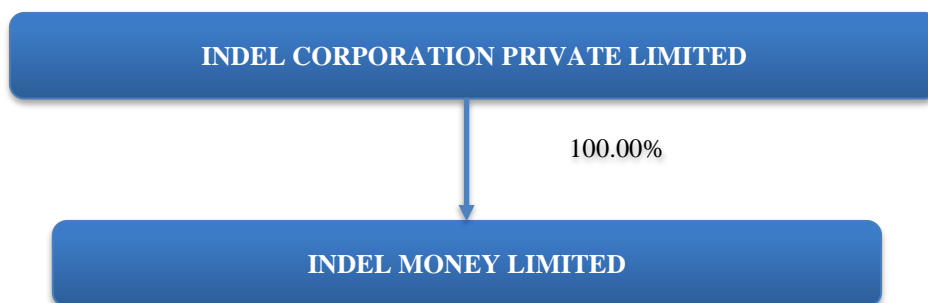 INDEL CORPORATION PRIVATE LIMITED
100.00%
INDEL MONEY LIMITED